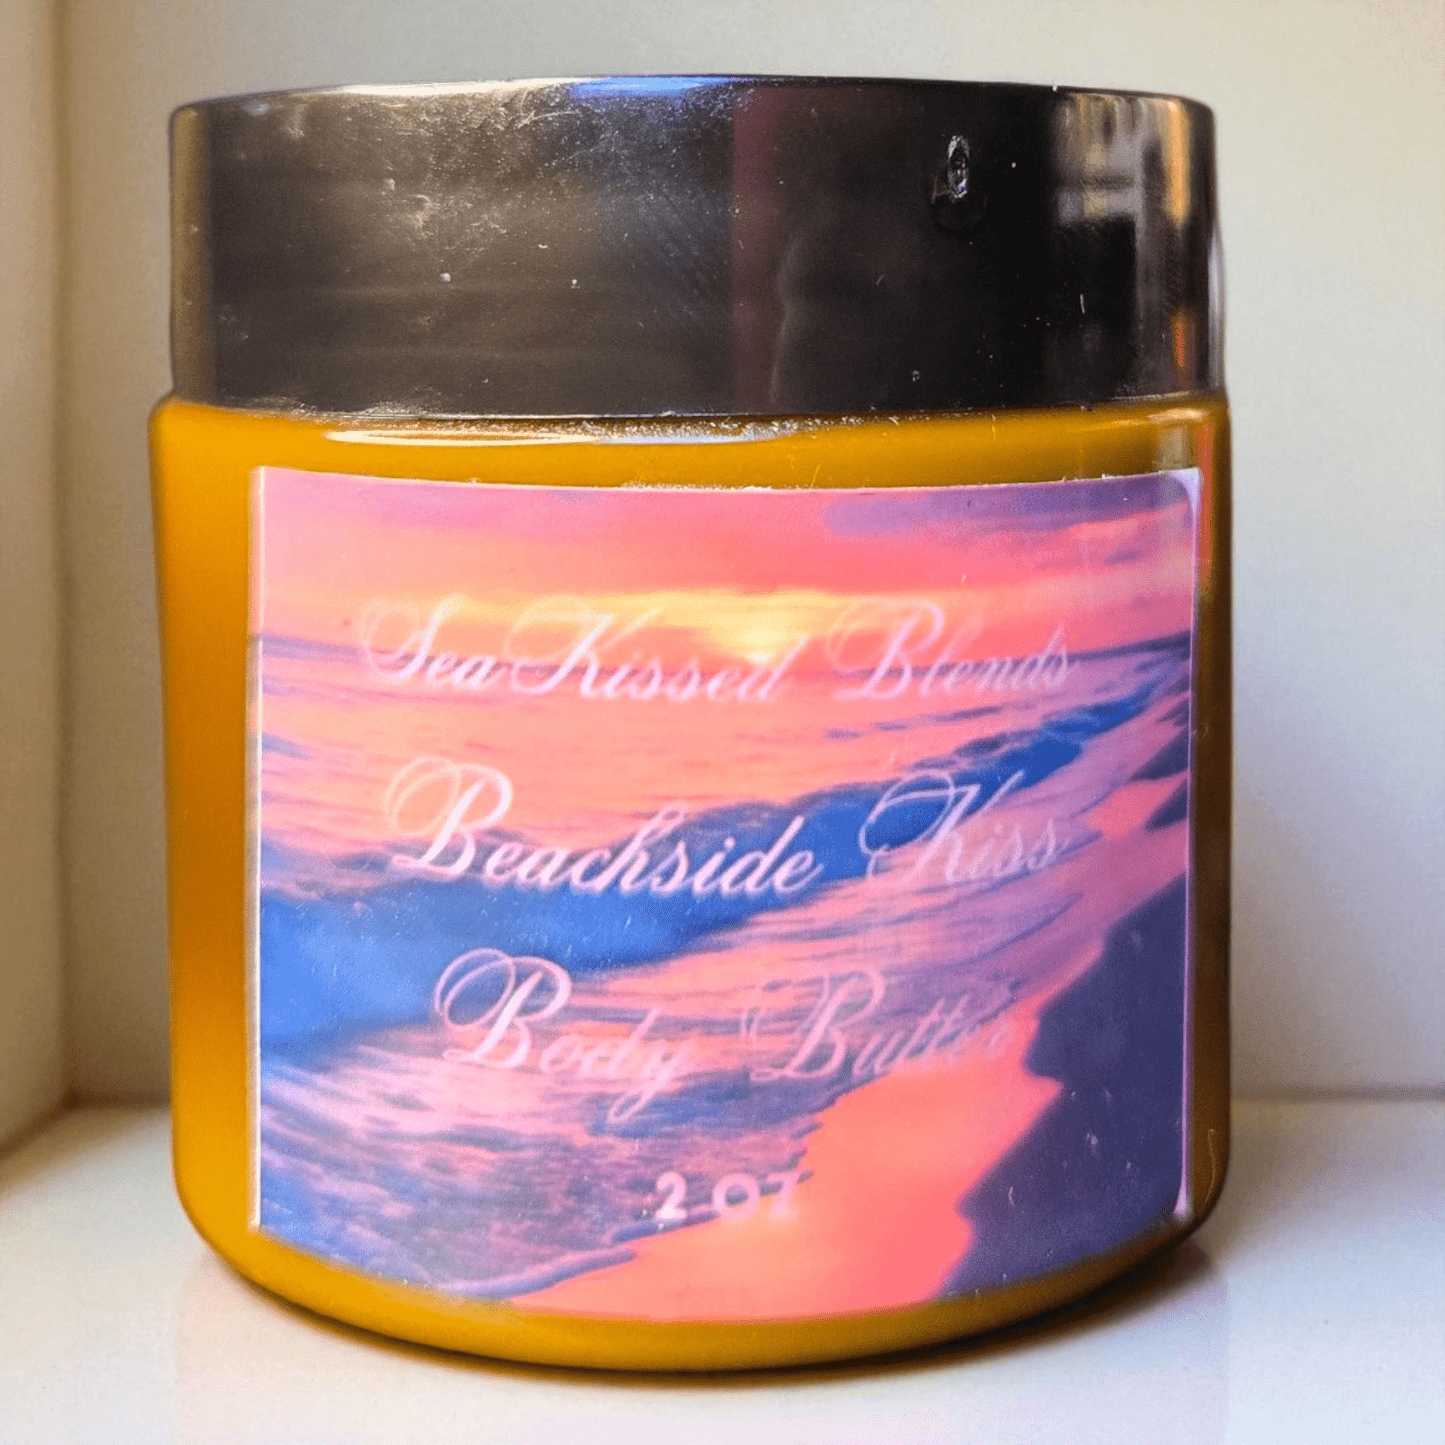 SeaKissed Blends
Beachside Kiss
Body Butter
2 OZ